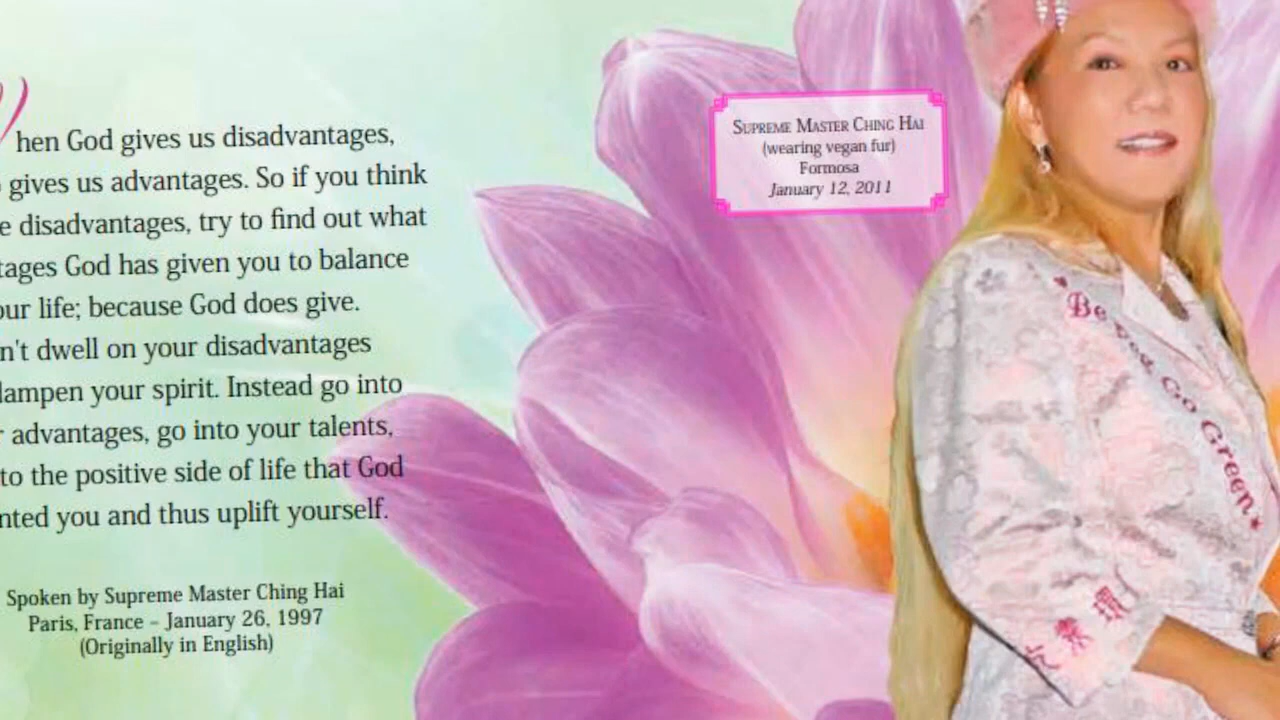 hen God gives us disadvantages,
gives us advantages. So if you think
e disadvantages, try to find out what
tages God has given you to balance
our life; because God does give.
n't dwell on your disadvantages
lampen your spirit. Instead go into
r advantages, go into your talents,
to the positive side of life that God
nted you and thus uplift yourself.
Spoken by Supreme Master Ching Hai
Paris, France – January 26, 1997
(Originally in English)
SUPREME MASTER CHING HAI
(wearing vegan fur)
Formosa
January 12, 2011
Be Veg Go Green